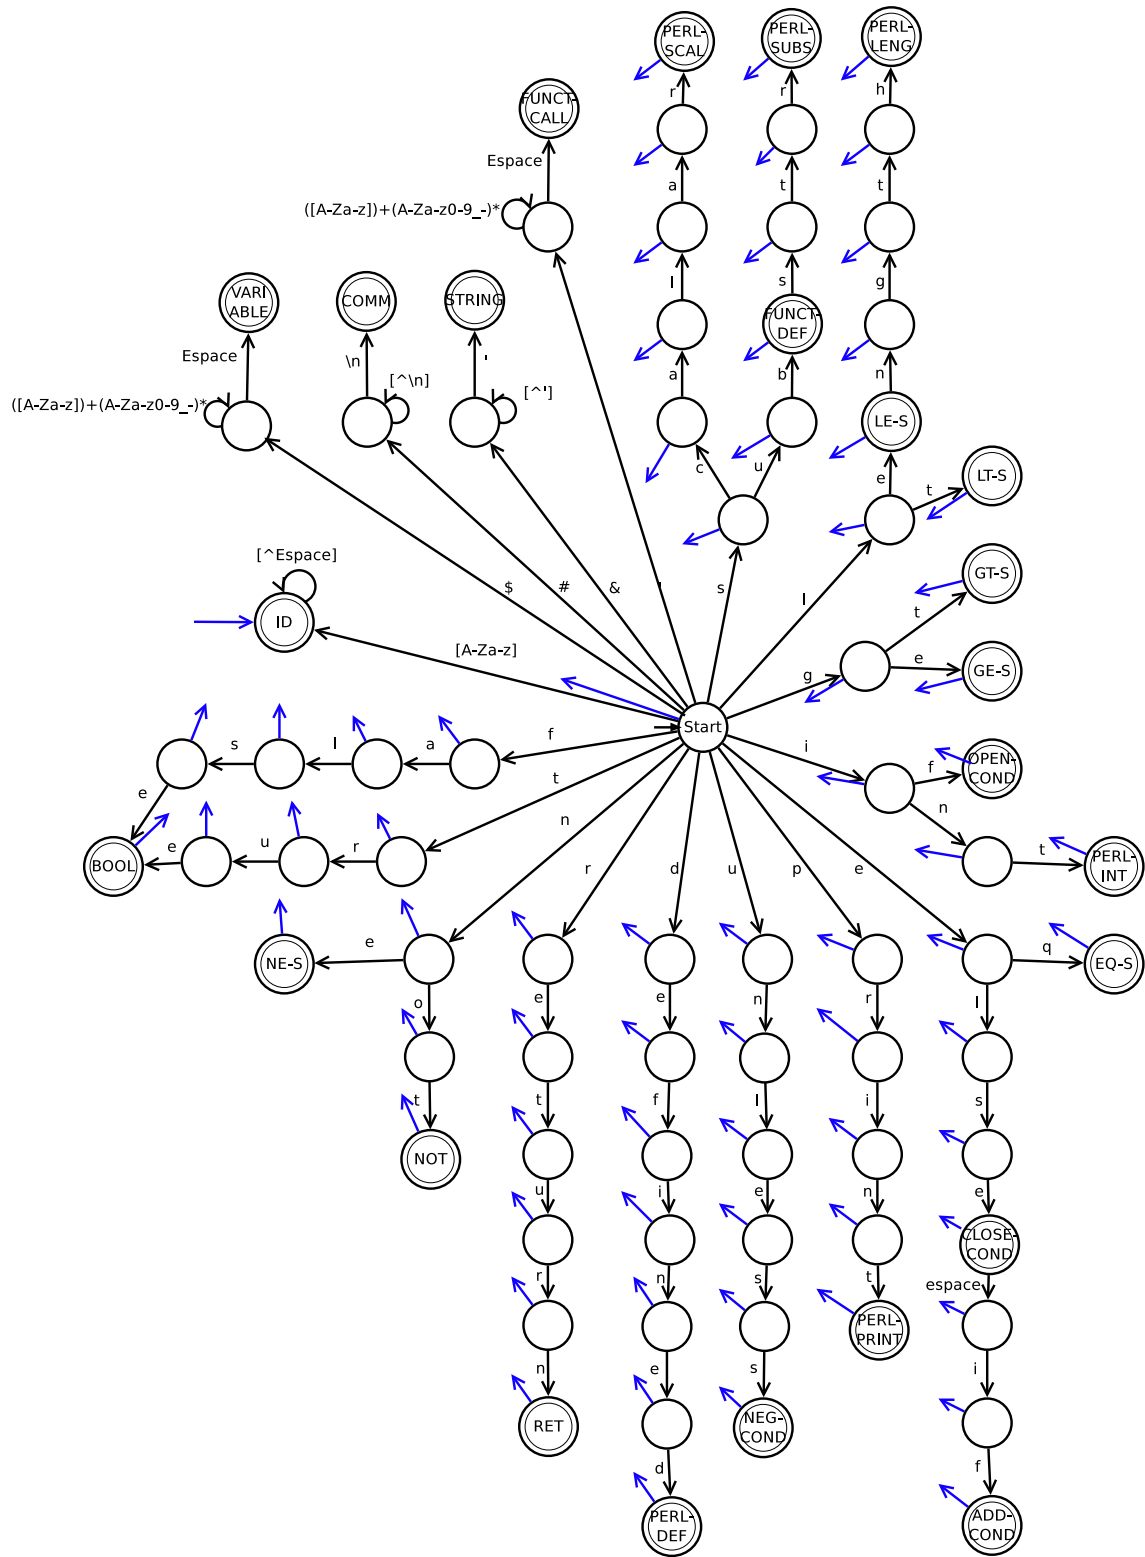 PERL-
SCAL
PERL-
SUBS
PERL-
LENG
r
r
h
FUNCT-
CALL
Espace
a
t
t
([A-Za-z])+(A-Za-z0-9_-)*
l
s
g
VARI
ABLE
COMM
STRING
FUNCT-
DEF
Espace
\n
'
a
b
n
([A-Za-z])+(A-Za-z0-9_-)*
[^\n]
[^']
LE-S
c
u
e
t
LT-S
[^Espace]
$
#
&
'
s
l
GT-S
t
ID
[A-Za-z]
g
e
GE-S
Start
f
i
s
l
a
t
f
OPEN-
COND
e
n
n
BOOL
e
u
r
r
d
u
p
e
t
PERL-
INT
NE-S
e
q
EQ-S
o
e
e
n
r
l
t
t
f
l
i
s
NOT
u
i
e
n
e
CLOSE-
COND
r
n
s
t
espace
PERL-
PRINT
n
e
s
i
RET
NEG-
COND
d
f
PERL-
DEF
ADD-
COND